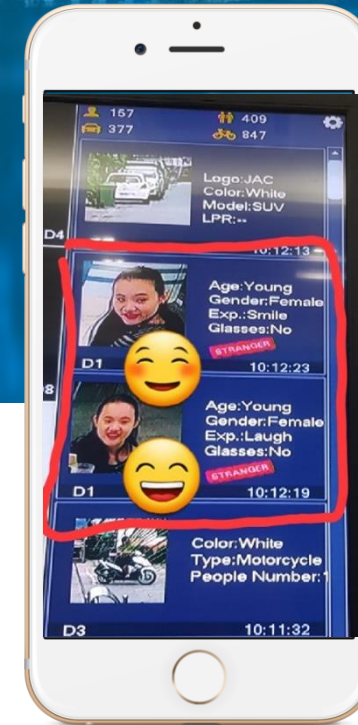 157
409
377
847
Logo:JAC
Color:White
Model:SUV
LPR:--
D4
10:12:13
Age:Young
Gender:Female
Exp.:Smile
Glasses:No
STRANGER
D1
10:12:23
Age:Young
Gender:Female
Exp.:Laugh
Glasses:No
STRANGER
D1
10:12:19
Color:White
Type:Motorcycle
People Number:1
D3
10:11:32